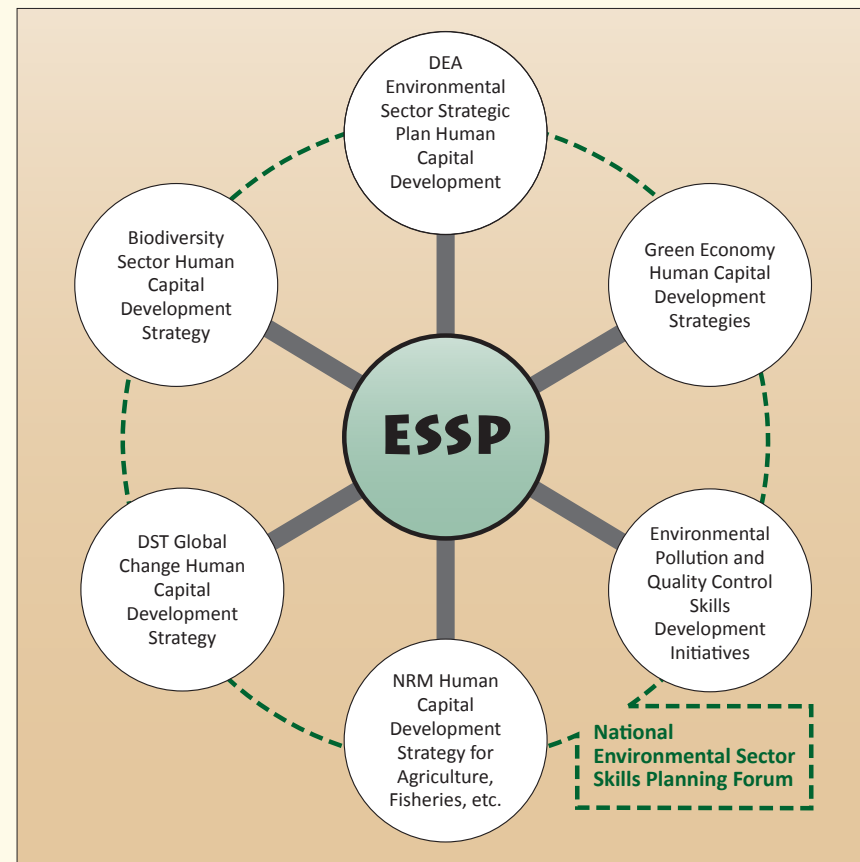 DEA
Environmental
Sector Strategic
Plan Human
Capital
Development
Biodiversity
Sector Human
Capital
Development
Strategy
Green Economy
Human Capital
Development
Strategies
ESSP
DST Global
Change Human
Capital
Development
Strategy
Environmental
Pollution and
Quality Control
Skills
Development
Initiatives
NRM Human
Capital
Development
Strategy for
Agriculture,
Fisheries, etc.
National
Environmental Sector
Skills Planning Forum